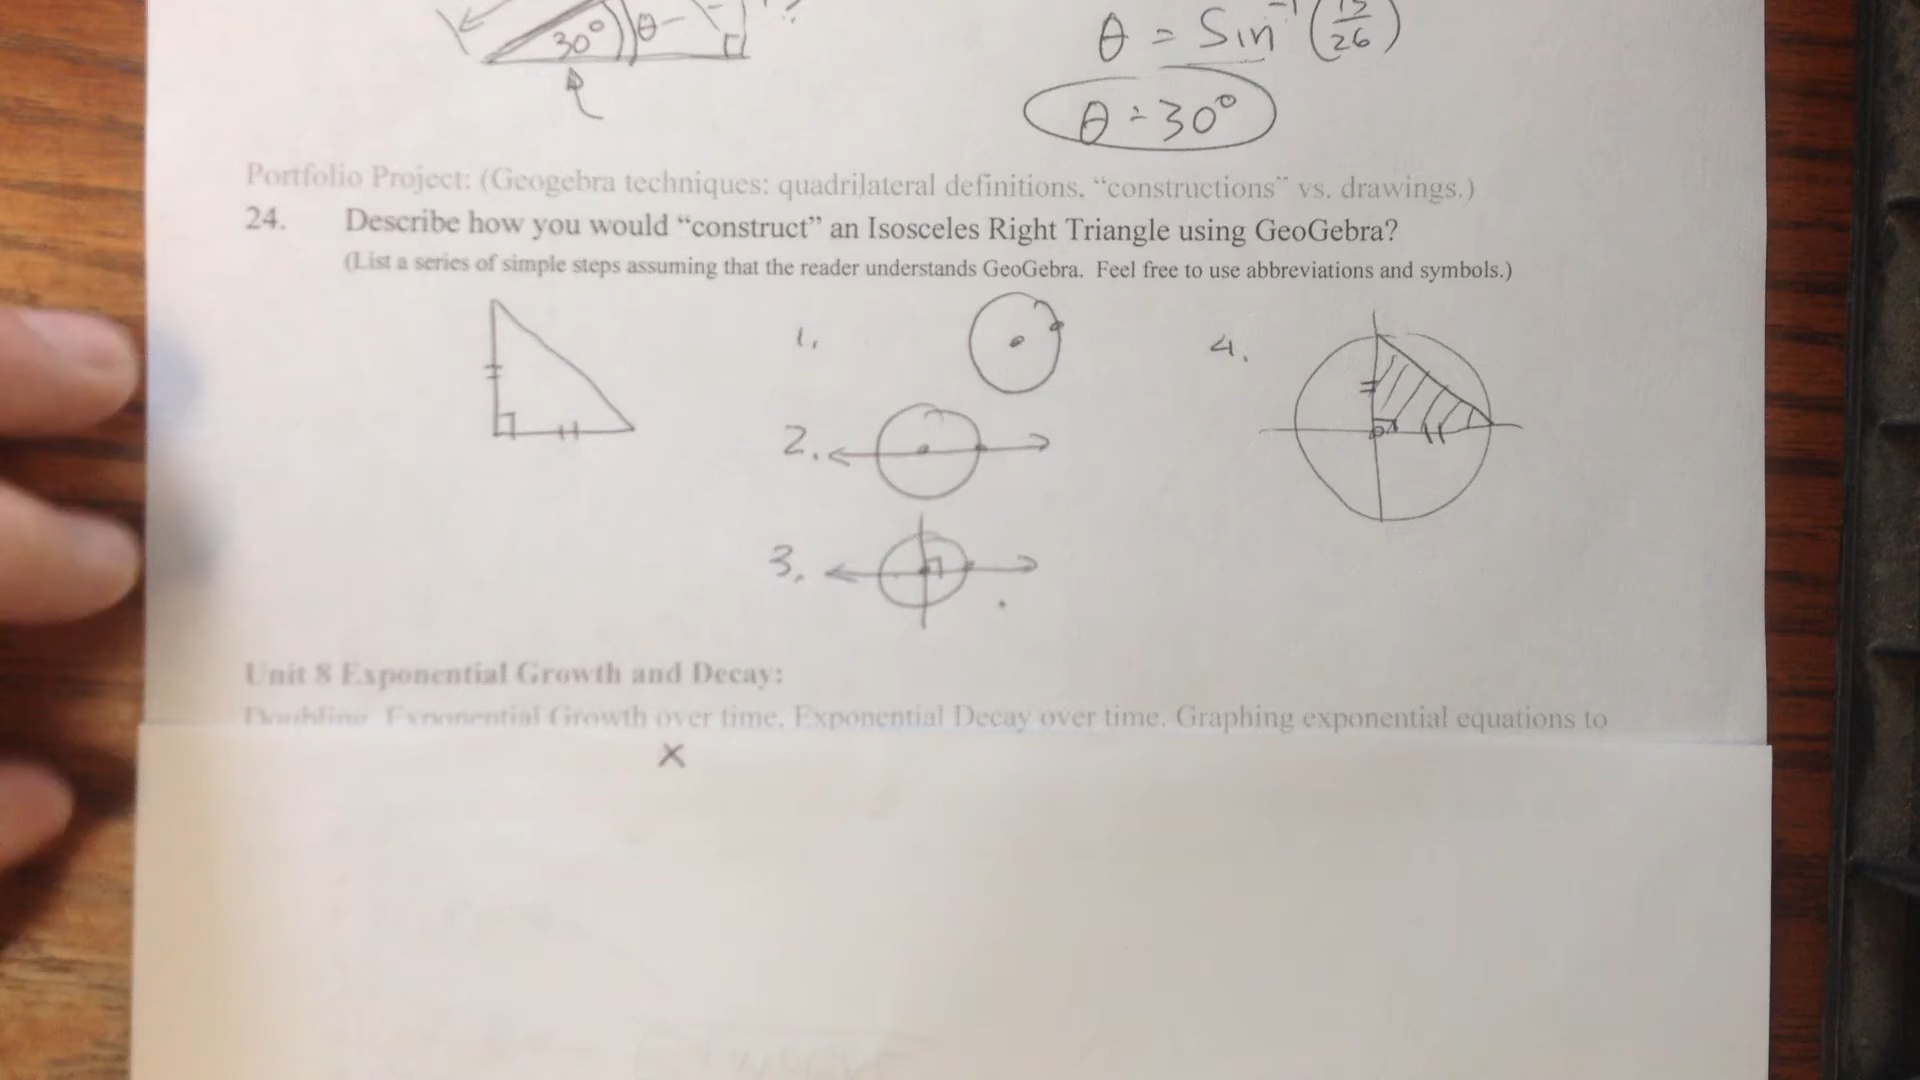 30° θ
θ = Sin⁻¹ (15/26)
θ = 30°
Portfolio Project: (Geogebra techniques: quadrilateral definitions, “constructions” vs. drawings.)
24. Describe how you would “construct” an Isosceles Right Triangle using GeoGebra?
(List a series of simple steps assuming that the reader understands GeoGebra. Feel free to use abbreviations and symbols.)
1.
2.
3.
4.
Unit 8 Exponential Growth and Decay:
Doubling, Exponential Growth over time, Exponential Decay over time. Graphing exponential equations to
x